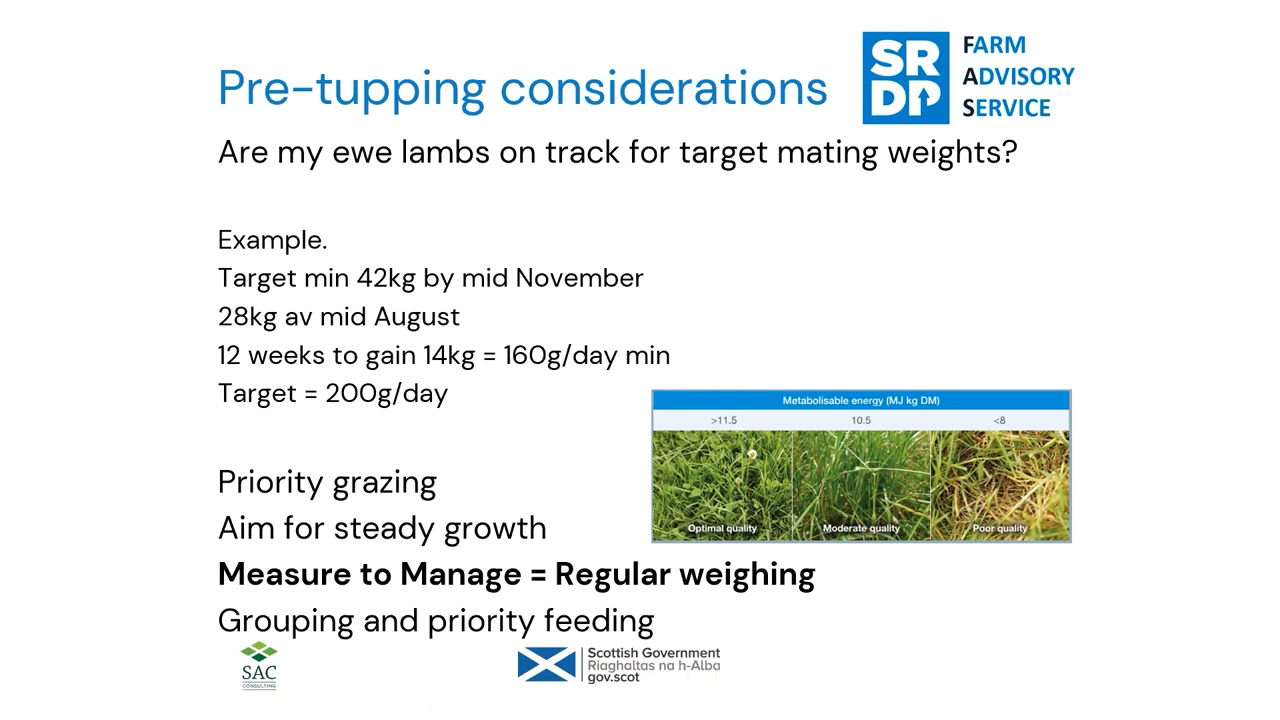 Pre-tupping considerations
SRDP
FARM
ADVISORY
SERVICE
Are my ewe lambs on track for target mating weights?
Example.
Target min 42kg by mid November
28kg av mid August
12 weeks to gain 14kg = 160g/day min
Target = 200g/day
Metabolisable energy (MJ kg DM)
>11.5 10.5 <8
Optimal quality Moderate quality Poor quality
Priority grazing
Aim for steady growth
Measure to Manage = Regular weighing
Grouping and priority feeding
SAC
CONSULTING
Scottish Government
Riaghaltas na h-Alba
gov.scot